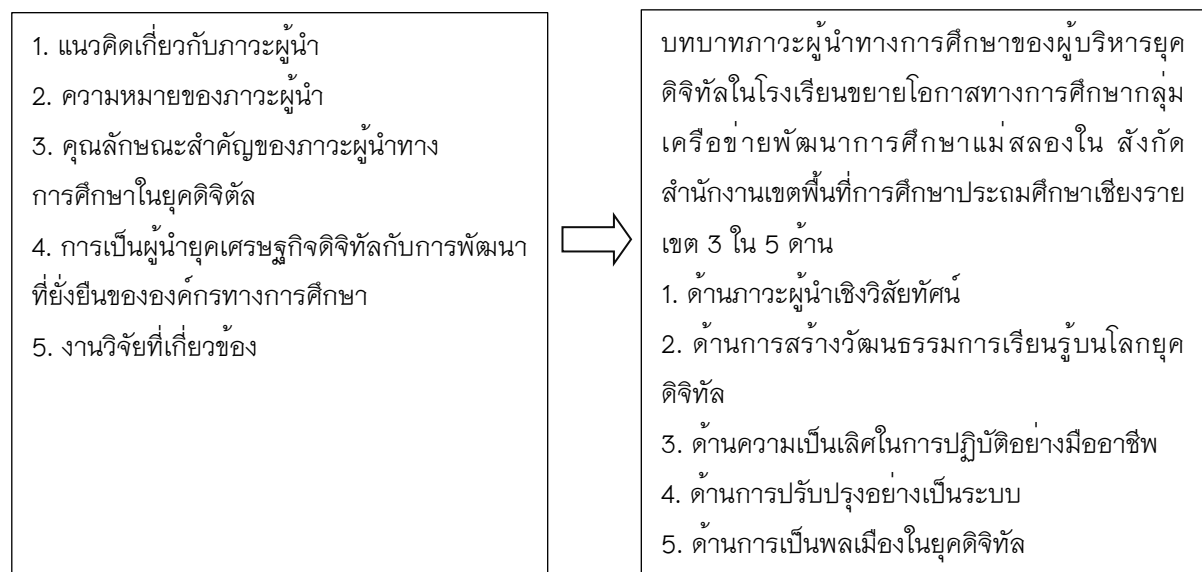 1. แนวคิดเกี่ยวกับภาวะผู้นำ
2. ความหมายของภาวะผู้นำ
3. คุณลักษณะสำคัญของภาวะผู้นำทาง
การศึกษาในยุคดิจิตัล
4. การเป็นผู้นำยุคเศรษฐกิจดิจิทัลกับการพัฒนา
ที่ยั่งยืนขององค์กรทางการศึกษา
5. งานวิจัยที่เกี่ยวข้อง
บทบาทภาวะผู้นำทางการศึกษาของผู้บริหารยุค
ดิจิทัลในโรงเรียนขยายโอกาสทางการศึกษากลุ่ม
เครือข่ายพัฒนาการศึกษาแม่สลองใน สังกัด
สำนักงานเขตพื้นที่การศึกษาประถมศึกษาเชียงราย
เขต 3 ใน 5 ด้าน
1. ด้านภาวะผู้นำเชิงวิสัยทัศน์
2. ด้านการสร้างวัฒนธรรมการเรียนรู้บนโลกยุค
ดิจิทัล
3. ด้านความเป็นเลิศในการปฏิบัติอย่างมืออาชีพ
4. ด้านการปรับปรุงอย่างเป็นระบบ
5. ด้านการเป็นพลเมืองในยุคดิจิทัล